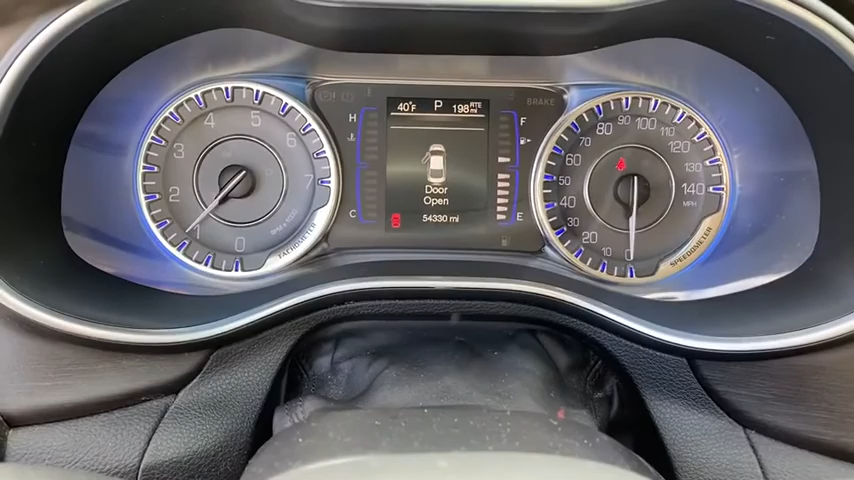 40°F P 198 RTE mi
BRAKE
H
F
Door
Open
C
E
54330 mi
0
1
2
3
4
5
6
7
RPM x 1000
TACHOMETER
10
20
30
40
50
60
70
80
90
100
110
120
130
140
MPH
SPEEDOMETER